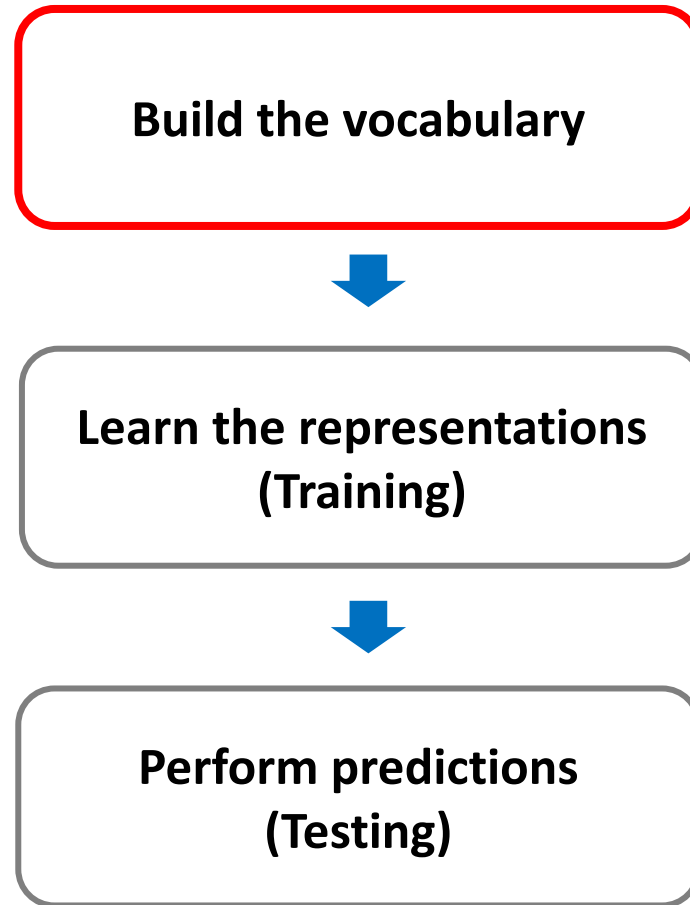 Build the vocabulary
Learn the representations
(Training)
Perform predictions
(Testing)